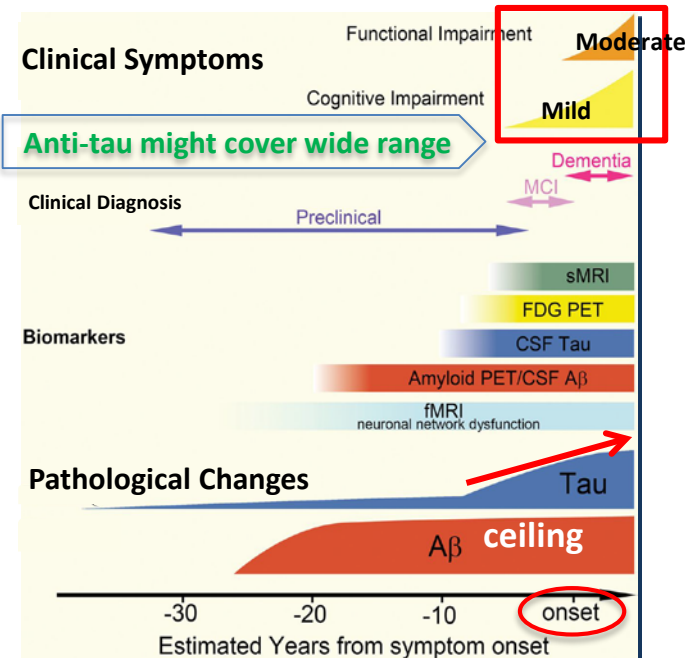 Functional Impairment
Moderate
Clinical Symptoms
Cognitive Impairment
Mild
Anti-tau might cover wide range
Dementia
MCI
Clinical Diagnosis
Preclinical
sMRI
FDG PET
Biomarkers
CSF Tau
Amyloid PET/CSF Aβ
fMRI
neuronal network dysfunction
Pathological Changes
Tau
Aβ
ceiling
-30
-20
-10
onset
Estimated Years from symptom onset